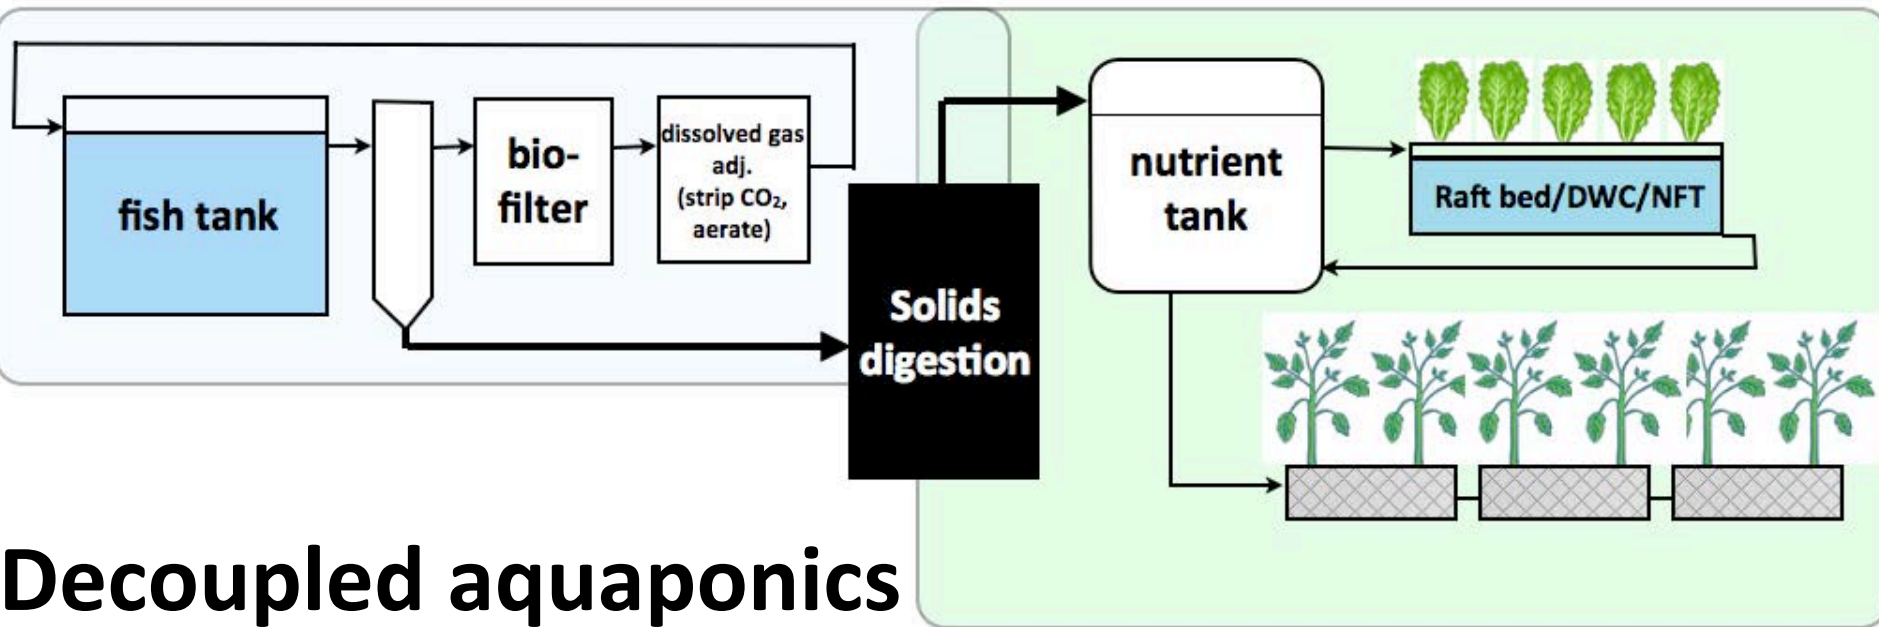 fish tank
bio-
filter
dissolved gas
adj.
(strip CO₂,
aerate)
Solids
digestion
nutrient
tank
Raft bed/DWC/NFT
Decoupled aquaponics